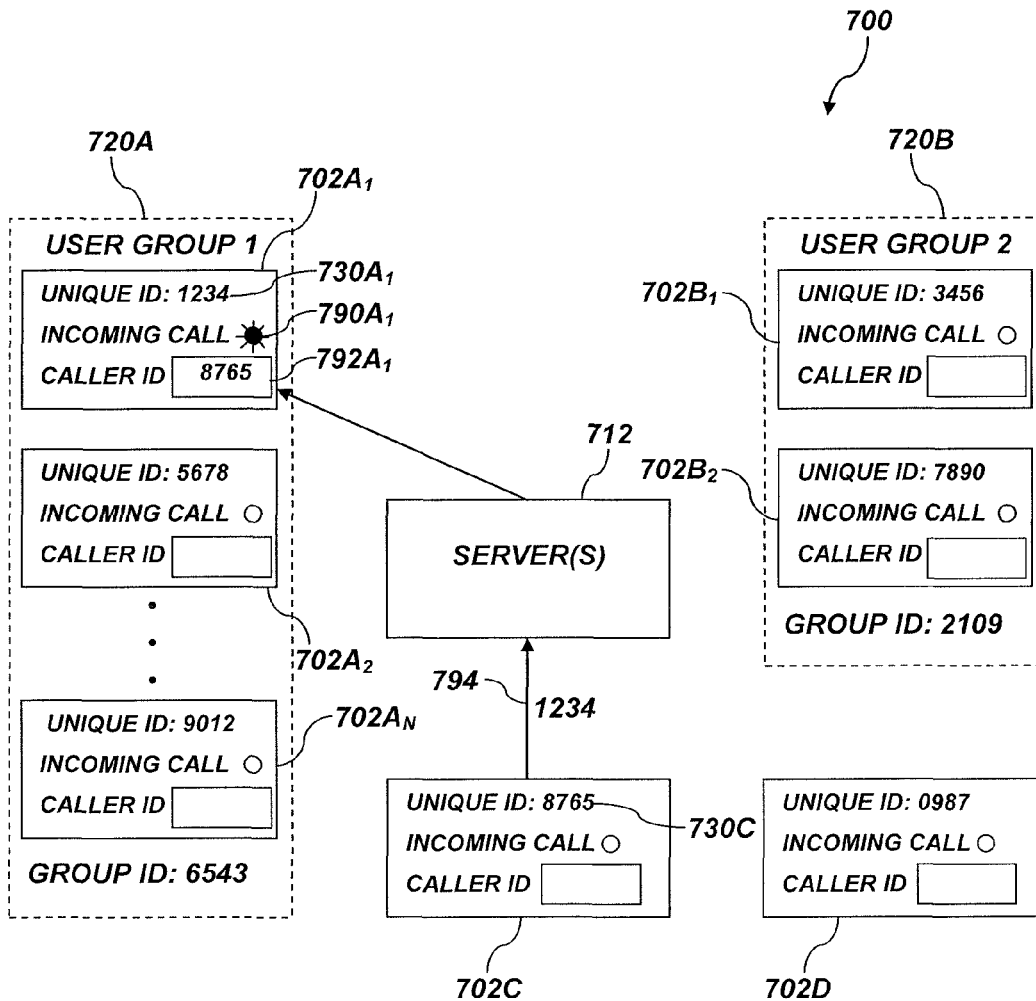 700
720A
702A₁
USER GROUP 1
UNIQUE ID: 1234
730A₁
INCOMING CALL
790A₁
CALLER ID 8765
792A₁
UNIQUE ID: 5678
INCOMING CALL
CALLER ID
702A₂
UNIQUE ID: 9012
702Aₙ
INCOMING CALL
CALLER ID
GROUP ID: 6543
712
SERVER(S)
794
1234
UNIQUE ID: 8765
730C
INCOMING CALL
CALLER ID
702C
720B
USER GROUP 2
702B₁
UNIQUE ID: 3456
INCOMING CALL
CALLER ID
702B₂
UNIQUE ID: 7890
INCOMING CALL
CALLER ID
GROUP ID: 2109
UNIQUE ID: 0987
INCOMING CALL
CALLER ID
702D